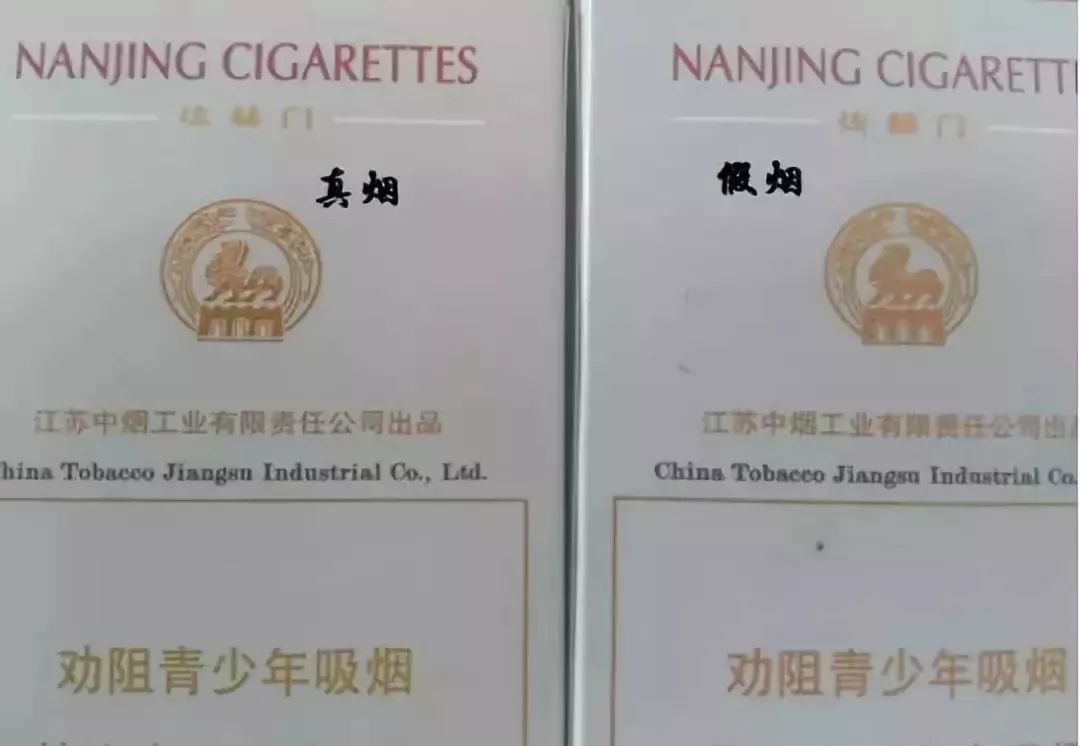 NANJING CIGARETTES
门
真烟
江苏中烟工业有限责任公司出品
hina Tobacco Jiangsu Industrial Co., Ltd.
劝阻青少年吸烟
NANJING CIGARETT
门
假烟
江苏中烟工业有限责任公司出
China Tobacco Jiangsu Industrial Co.
劝阻青少年吸烟